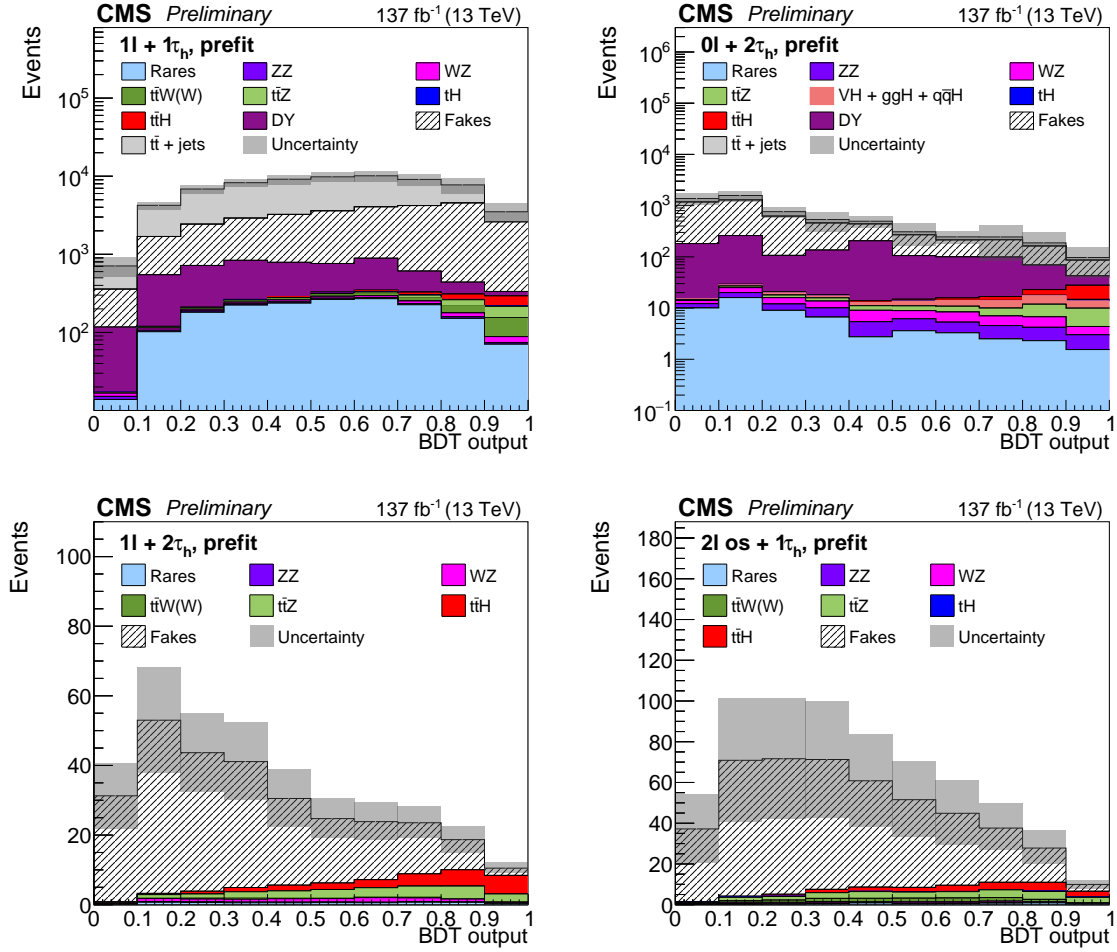 CMS Preliminary 137 fb⁻¹ (13 TeV)
Events
1l + 1τₕ, prefit
Rares ZZ WZ
tt̄W(W) tt̄Z tH
tt̄H DY Fakes
tt̄ + jets Uncertainty
10⁵
10⁴
10³
10²
0 0.1 0.2 0.3 0.4 0.5 0.6 0.7 0.8 0.9 1
BDT output
CMS Preliminary 137 fb⁻¹ (13 TeV)
Events
0l + 2τₕ, prefit
Rares ZZ WZ
tt̄Z VH + ggH + qq̄H tH
tt̄H DY Fakes
tt̄ + jets Uncertainty
10⁶
10⁵
10⁴
10³
10²
10
1
10⁻¹
0 0.1 0.2 0.3 0.4 0.5 0.6 0.7 0.8 0.9 1
BDT output
CMS Preliminary 137 fb⁻¹ (13 TeV)
Events
1l + 2τₕ, prefit
Rares ZZ WZ
tt̄W(W) tt̄Z tt̄H
Fakes Uncertainty
100
80
60
40
20
0
0 0.1 0.2 0.3 0.4 0.5 0.6 0.7 0.8 0.9 1
BDT output
CMS Preliminary 137 fb⁻¹ (13 TeV)
Events
2l os + 1τₕ, prefit
Rares ZZ WZ
tt̄W(W) tt̄Z tH
tt̄H Fakes Uncertainty
180
160
140
120
100
80
60
40
20
0
0 0.1 0.2 0.3 0.4 0.5 0.6 0.7 0.8 0.9 1
BDT output